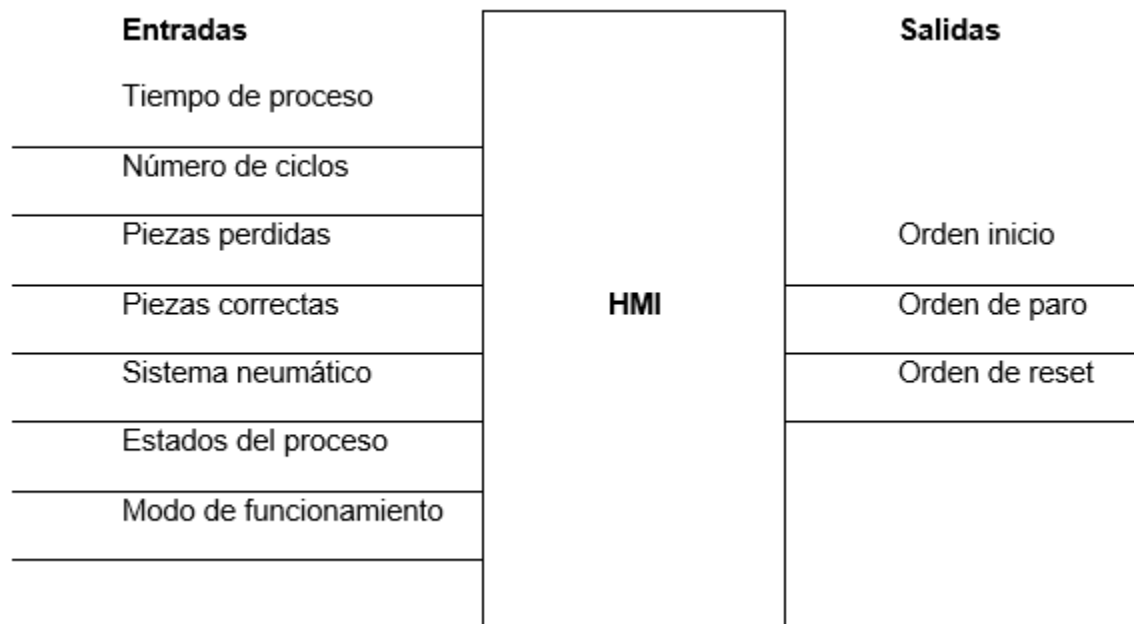 Entradas
Tiempo de proceso
Número de ciclos
Piezas perdidas
Piezas correctas
Sistema neumático
Estados del proceso
Modo de funcionamiento
HMI
Salidas
Orden inicio
Orden de paro
Orden de reset